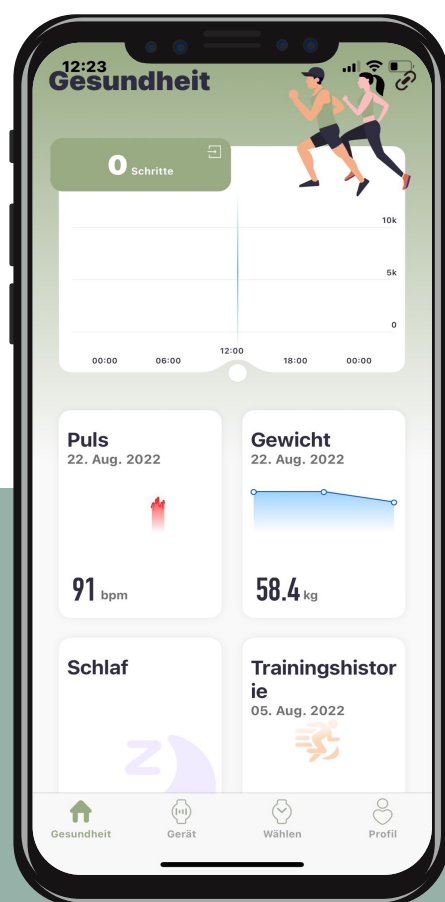 12:23
Gesundheit
0 Schritte
10k
5k
0
00:00 06:00 12:00 18:00 00:00
Puls
22. Aug. 2022
91 bpm
Gewicht
22. Aug. 2022
58.4 kg
Schlaf
Z
Trainingshistor
ie
05. Aug. 2022
Gesundheit Gerät Wählen Profil